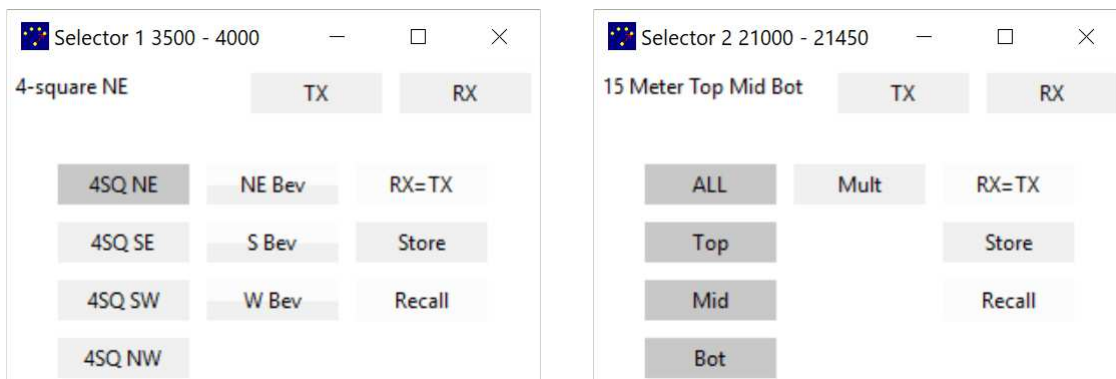 Selector 1 3500 - 4000
4-square NE TX RX
4SQ NE NE Bev RX=TX
4SQ SE S Bev Store
4SQ SW W Bev Recall
4SQ NW
Selector 2 21000 - 21450
15 Meter Top Mid Bot TX RX
ALL Mult RX=TX
Top Store
Mid Recall
Bot